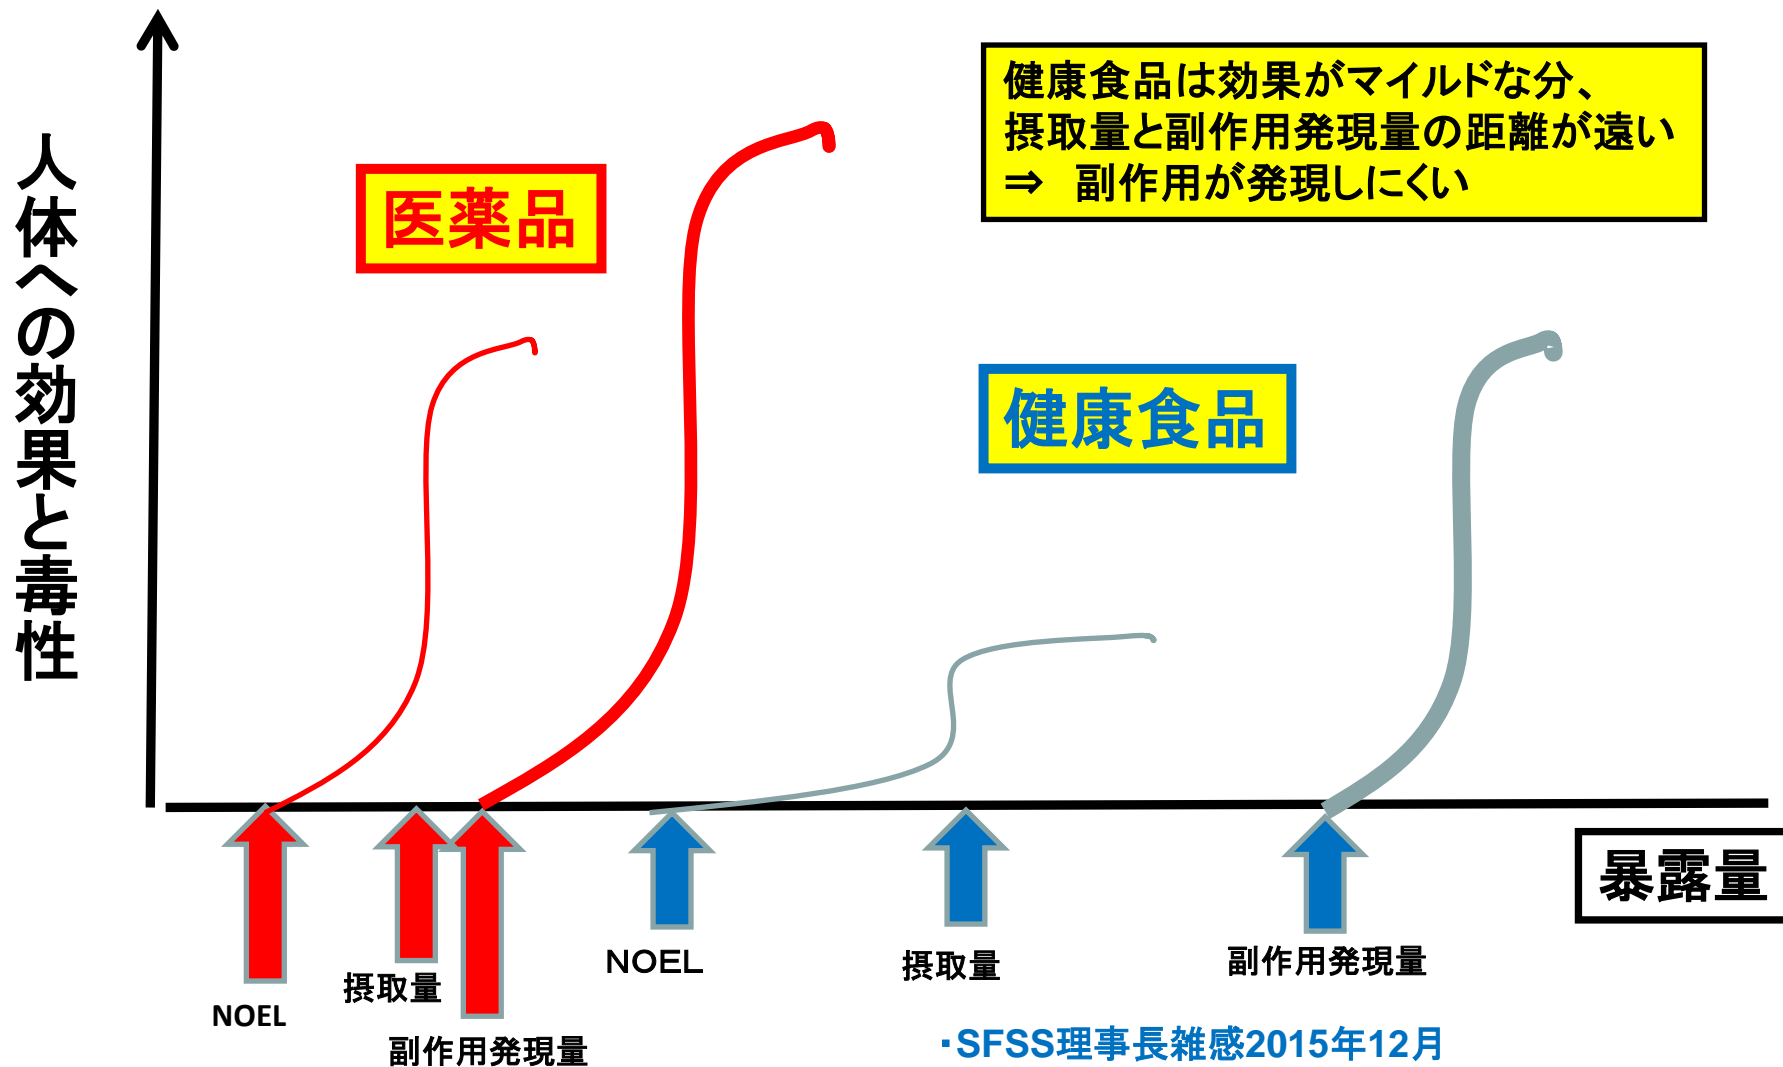 人体への効果と毒性
健康食品は効果がマイルドな分、
摂取量と副作用発現量の距離が遠い
⇒　副作用が発現しにくい
医薬品
健康食品
暴露量
NOEL
摂取量
副作用発現量
NOEL
摂取量
副作用発現量
・SFSS理事長雑感2015年12月